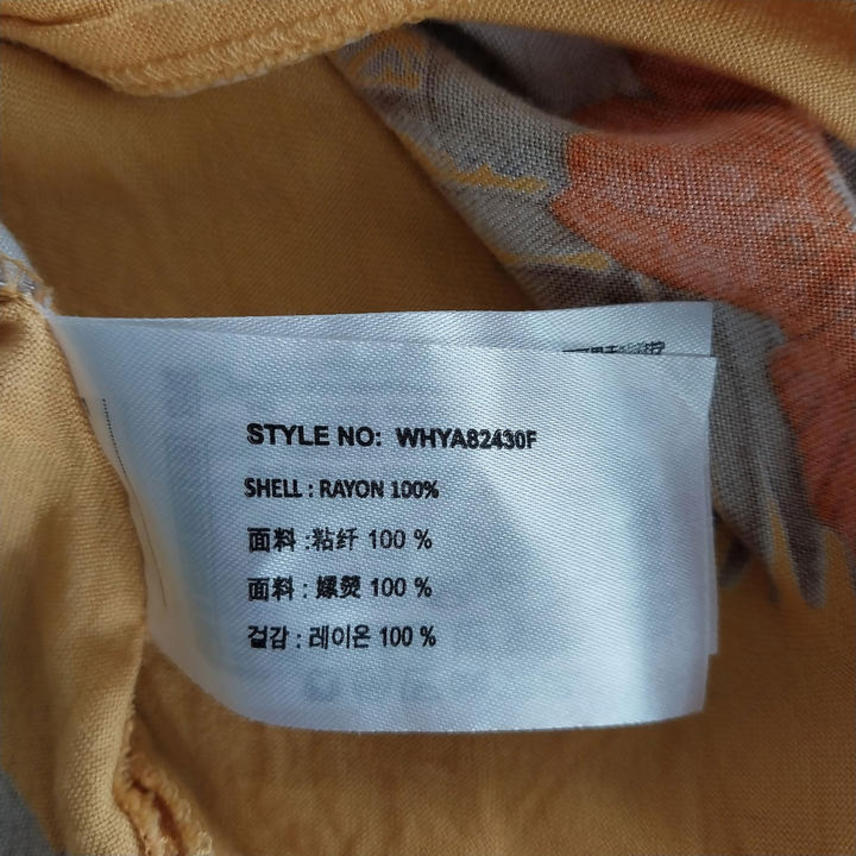 STYLE NO: WHYA82430F
SHELL : RAYON 100%
面料 :粘纤 100 %
面料 : 嫘熒 100 %
겉감 : 레이온 100 %